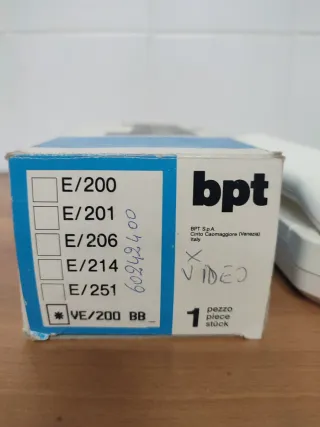 E/200
E/201
E/206
E/214
E/251
* VE/200 BB_
60242400
bpt
BPT S.p.A.
Cinto Caomaggiore (Venezia)
Italy
X
VIDEO
1 pezzo
piece
stück